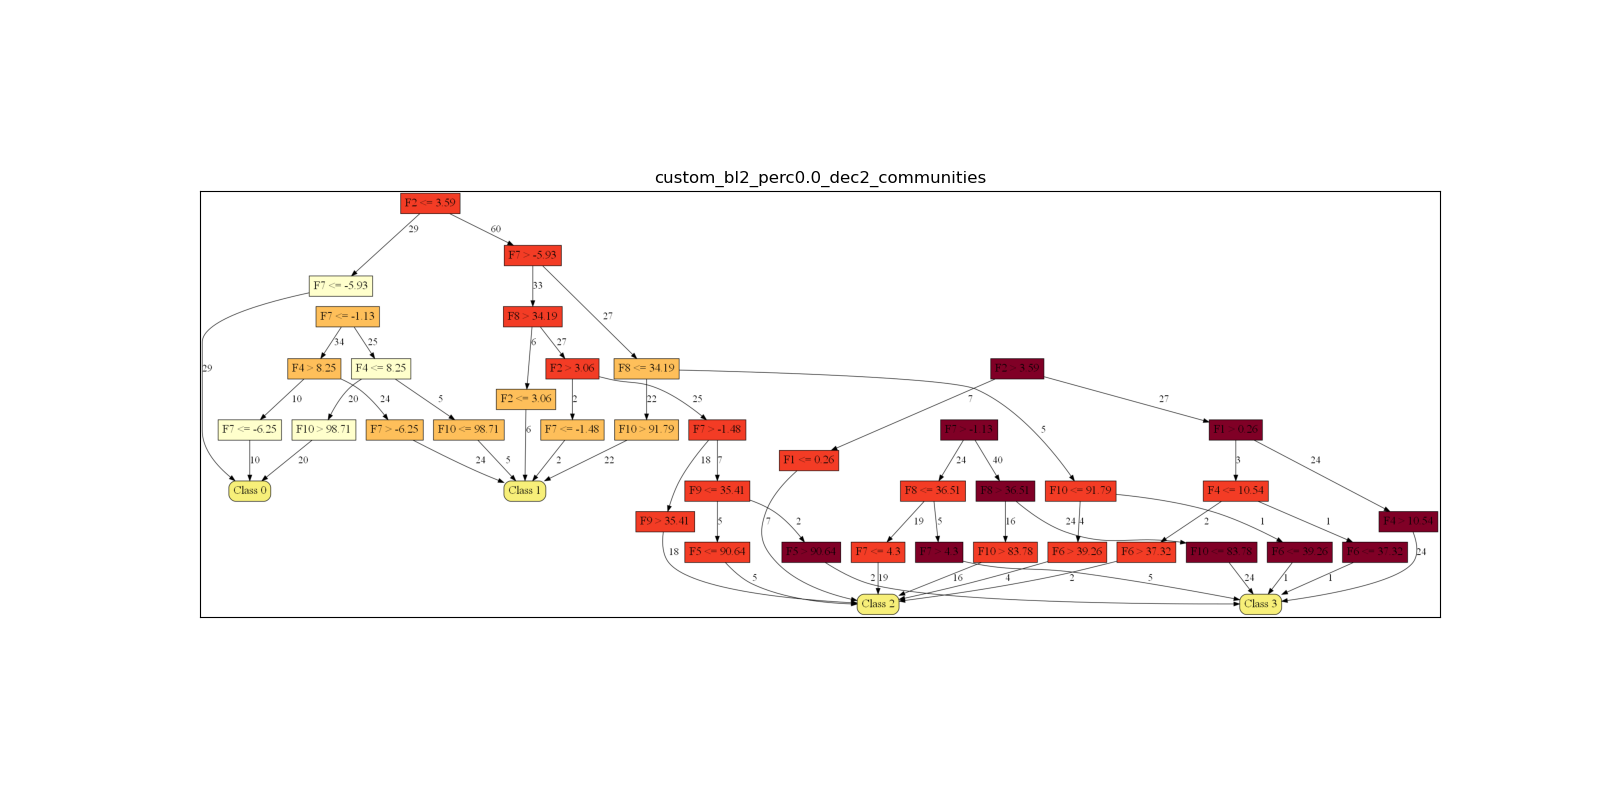 custom_bl2_perc0.0_dec2_communities
F2 <= 3.59
29
60
F7 > -5.93
F7 <= -5.93
33
27
F7 <= -1.13
F8 > 34.19
34
25
6
27
29
F4 > 8.25
F4 <= 8.25
F2 > 3.06
F8 <= 34.19
F2 > 3.59
10
20
24
5
F2 <= 3.06
2
22
25
7
27
F7 <= -6.25
F10 > 98.71
F7 > -6.25
F10 <= 98.71
F7 <= -1.48
F10 > 91.79
F7 > -1.48
F7 > -1.13
5
F1 > 0.26
10
20
24
5
6
2
22
18
7
F1 <= 0.26
24
40
3
24
Class 0
Class 1
F9 <= 35.41
F8 <= 36.51
F8 > 36.51
F10 <= 91.79
F4 <= 10.54
F9 > 35.41
5
2
7
19
5
16
24
4
1
2
1
F4 > 10.54
18
F5 <= 90.64
F5 > 90.64
F7 <= 4.3
F7 > 4.3
F10 > 83.78
F6 > 39.26
F6 > 37.32
F10 <= 83.78
F6 <= 39.26
F6 <= 37.32
24
5
2
19
16
4
2
5
24
1
1
Class 2
Class 3